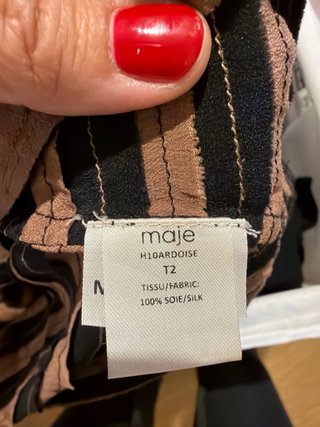 maje
H10ARDOISE
T2
TISSU/FABRIC:
100% SOIE/SILK
M